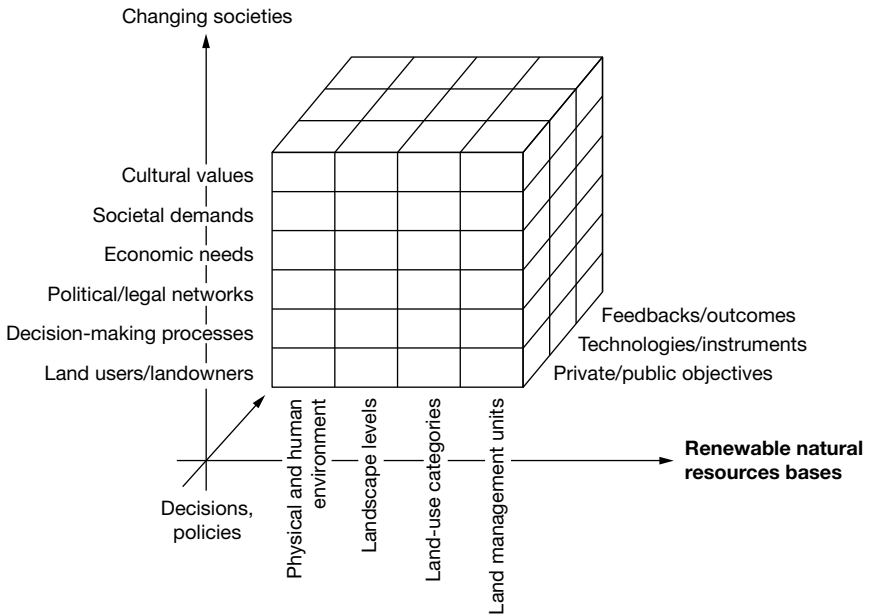 Changing societies
Cultural values
Societal demands
Economic needs
Political/legal networks
Decision-making processes
Land users/landowners
Feedbacks/outcomes
Technologies/instruments
Private/public objectives
Decisions,
policies
Physical and human
environment
Landscape levels
Land-use categories
Land management units
Renewable natural
resources bases